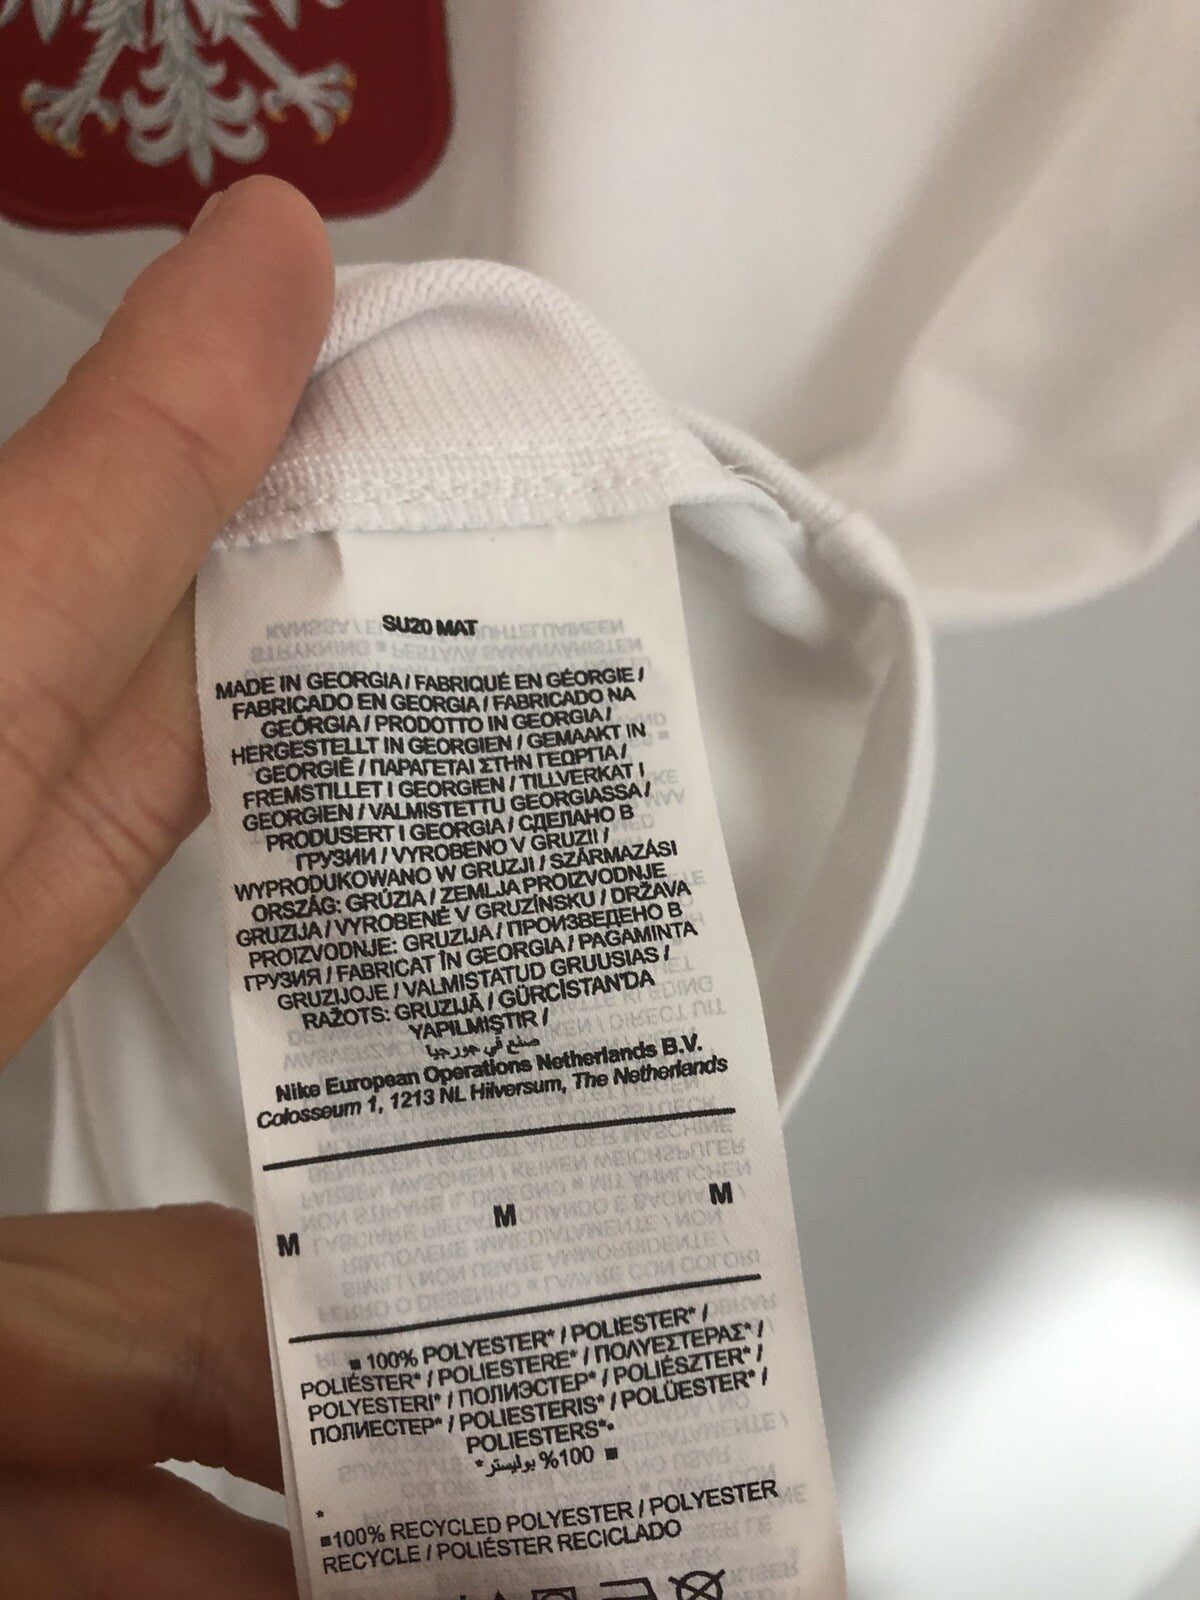 SU20 MAT
MADE IN GEORGIA / FABRIQUÉ EN GÉORGIE /
FABRICADO EN GEORGIA / FABRICADO NA
GEÓRGIA / PRODOTTO IN GEORGIA /
HERGESTELLT IN GEORGIEN / GEMAAKT IN
GEORGIË / ΠΑΡΑΓΕΤΑΙ ΣΤΗΝ ΓΕΩΡΓΙΑ /
FREMSTILLET I GEORGIEN / TILLVERKAT I
GEORGIEN / VALMISTETTU GEORGIASSA /
PRODUSERT I GEORGIA / СДЕЛАНО В
ГРУЗИИ / VYROBENO V GRUZII /
WYPRODUKOWANO W GRUZJI / SZÁRMAZÁSI
ORSZÁG: GRÚZIA / ZEMLJA PROIZVODNJE
GRUZIJA / VYROBENÉ V GRUZÍNSKU / DRŽAVA
PROIZVODNJE: GRUZIJA / ПРОИЗВЕДЕНО В
ГРУЗИЯ / FABRICAT ÎN GEORGIA / PAGAMINTA
GRUZIJOJE / VALMISTATUD GRUUSIAS /
RAŽOTS: GRUZIJĀ / GÜRCİSTAN'DA
YAPILMIŞTIR /
صنع في جورجيا
Nike European Operations Netherlands B.V.
Colosseum 1, 1213 NL Hilversum, The Netherlands
M M M
100% POLYESTER* / POLIESTER* /
POLIÉSTER* / POLIESTERE* / ΠΟΛΥΕΣΤΕΡΑΣ* /
POLYESTERI* / ПОЛИЭСТЕР* / POLIÉSZTER* /
ПОЛИЕСТЕР* / POLIESTERIS* / POLÜESTER* /
POLIESTERS*
100% بوليستر*
*
100% RECYCLED POLYESTER / POLYESTER
RECYCLE / POLIÉSTER RECICLADO